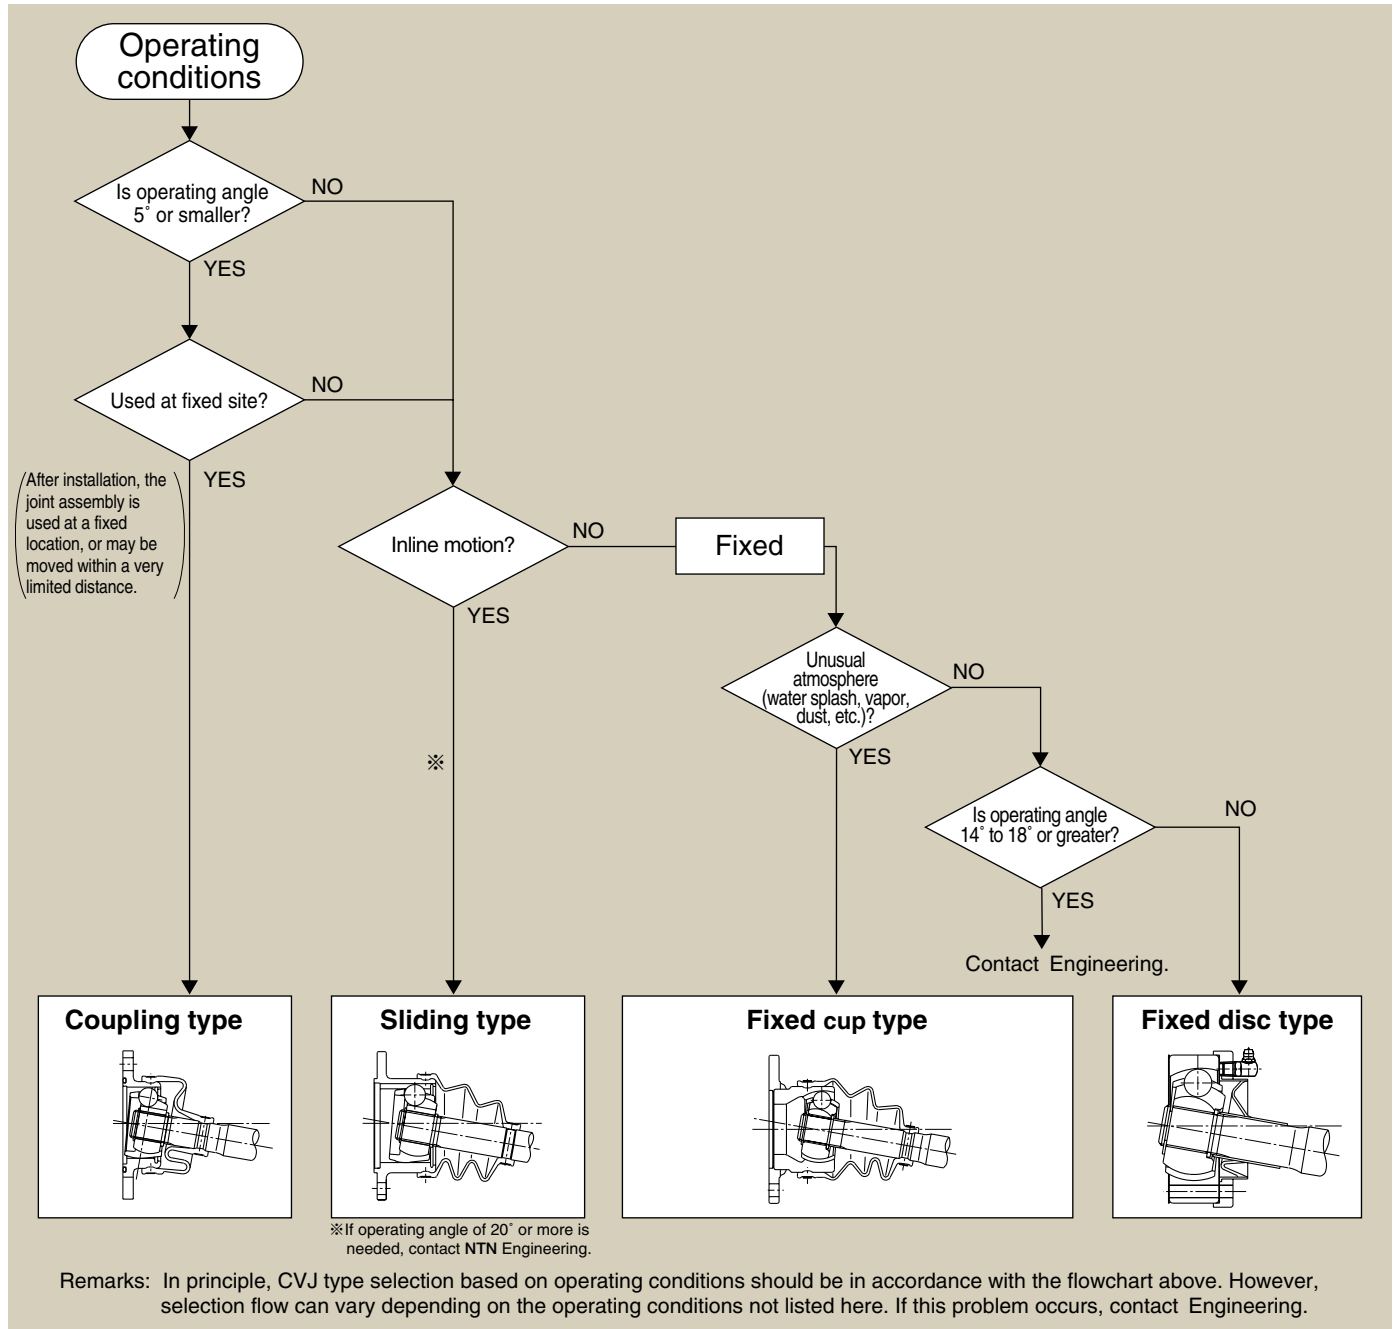 Operating
conditions
Is operating angle
5˚ or smaller?
NO
YES
Used at fixed site?
NO
YES
After installation, the
joint assembly is
used at a fixed
location, or may be
moved within a very
limited distance.
Inline motion?
NO
YES
※
Fixed
Unusual
atmosphere
(water splash, vapor,
dust, etc.)?
NO
YES
Is operating angle
14˚ to 18˚ or greater?
NO
YES
Contact Engineering.
Coupling type
Sliding type
Fixed cup type
Fixed disc type
※If operating angle of 20˚ or more is
needed, contact NTN Engineering.
Remarks: In principle, CVJ type selection based on operating conditions should be in accordance with the flowchart above. However,
selection flow can vary depending on the operating conditions not listed here. If this problem occurs, contact Engineering.